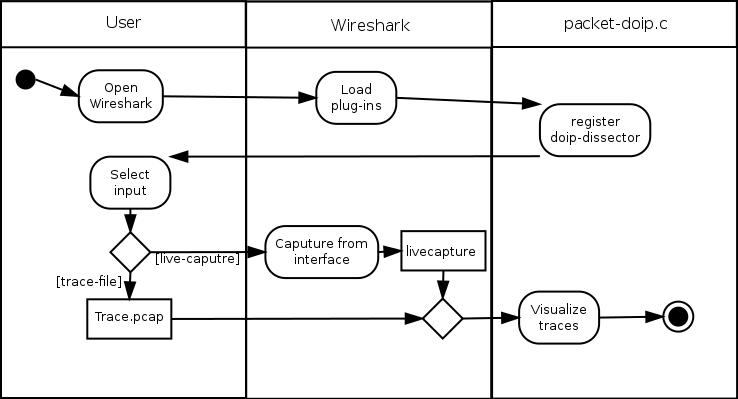 User
Wireshark
packet-doip.c
Open
Wireshark
Load
plug-ins
register
doip-dissector
Select
input
[live-caputre]
Caputure from
interface
livecapture
[trace-file]
Trace.pcap
Visualize
traces